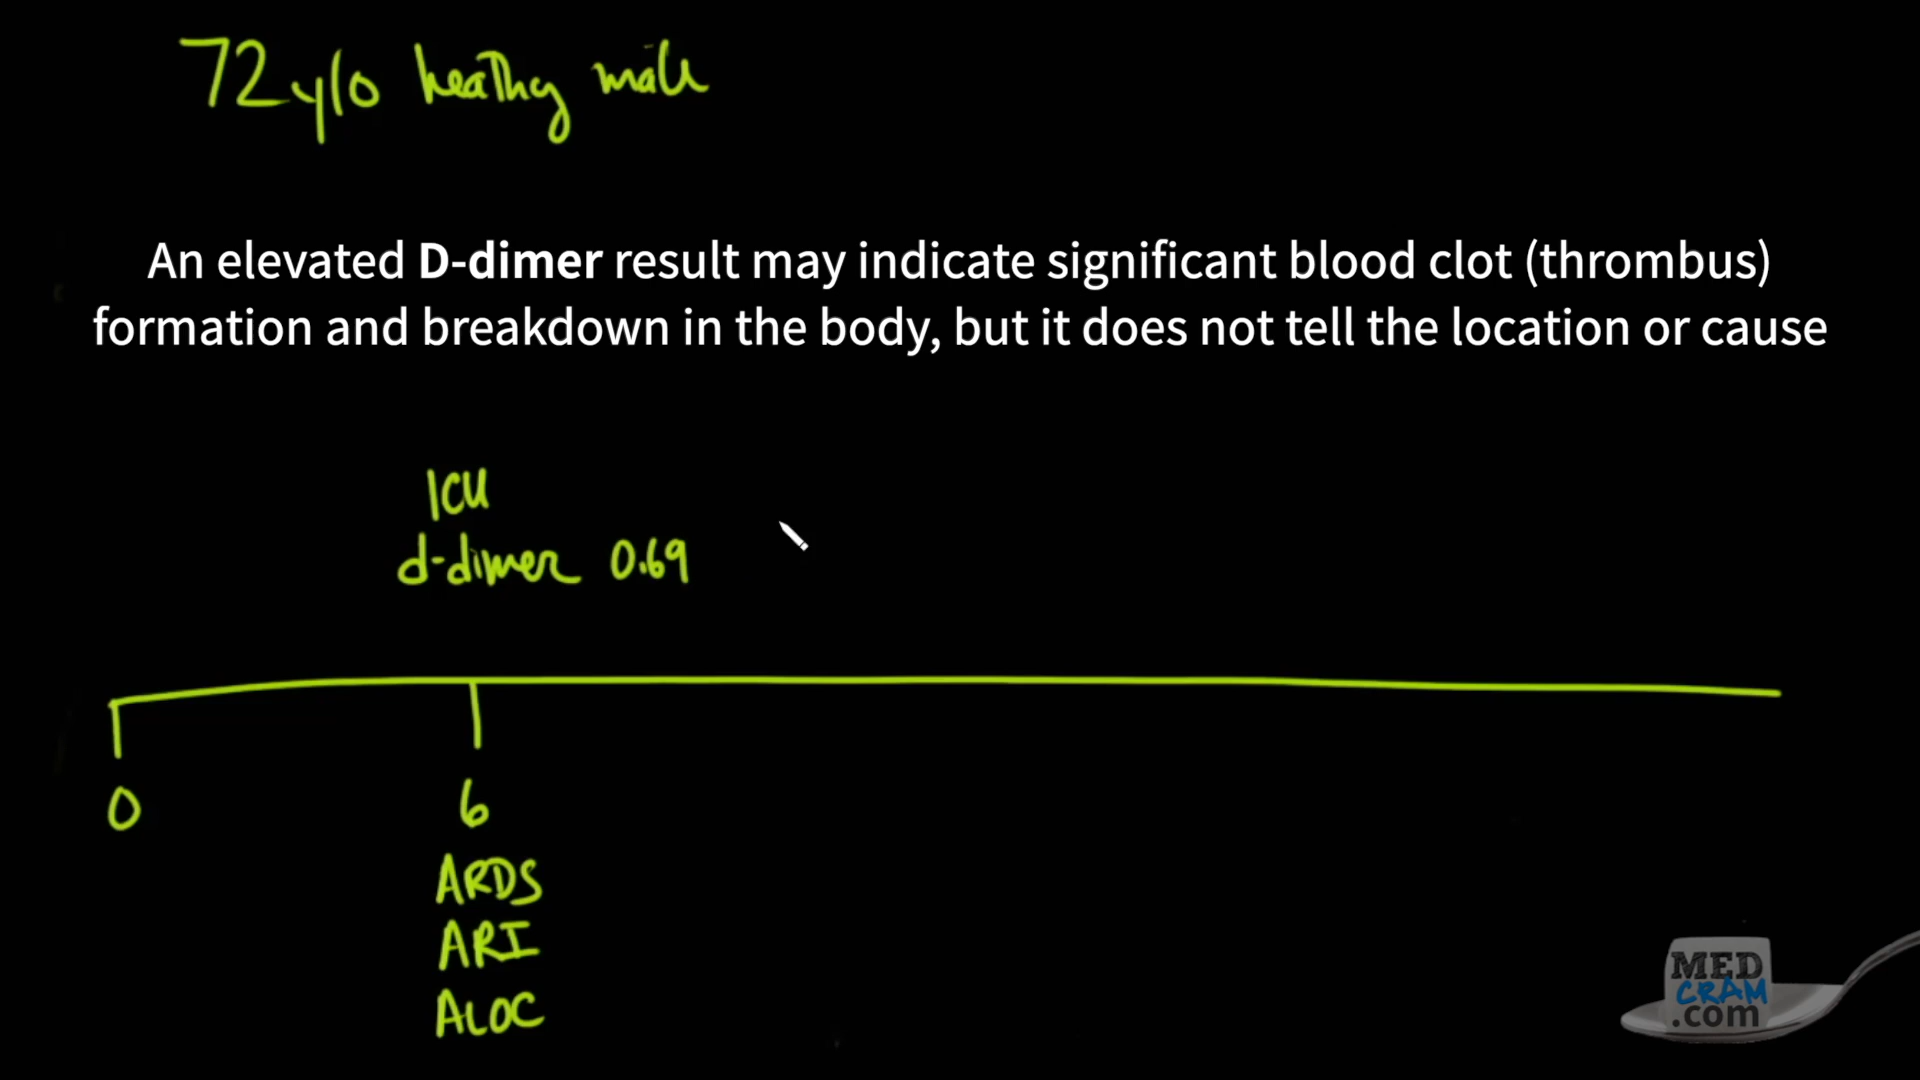 72 y/o heathy male
An elevated D-dimer result may indicate significant blood clot (thrombus)
formation and breakdown in the body, but it does not tell the location or cause
ICU
d-dimer 0.69
0
6
ARDS
ARI
ALOC
MED
CRAM
.com